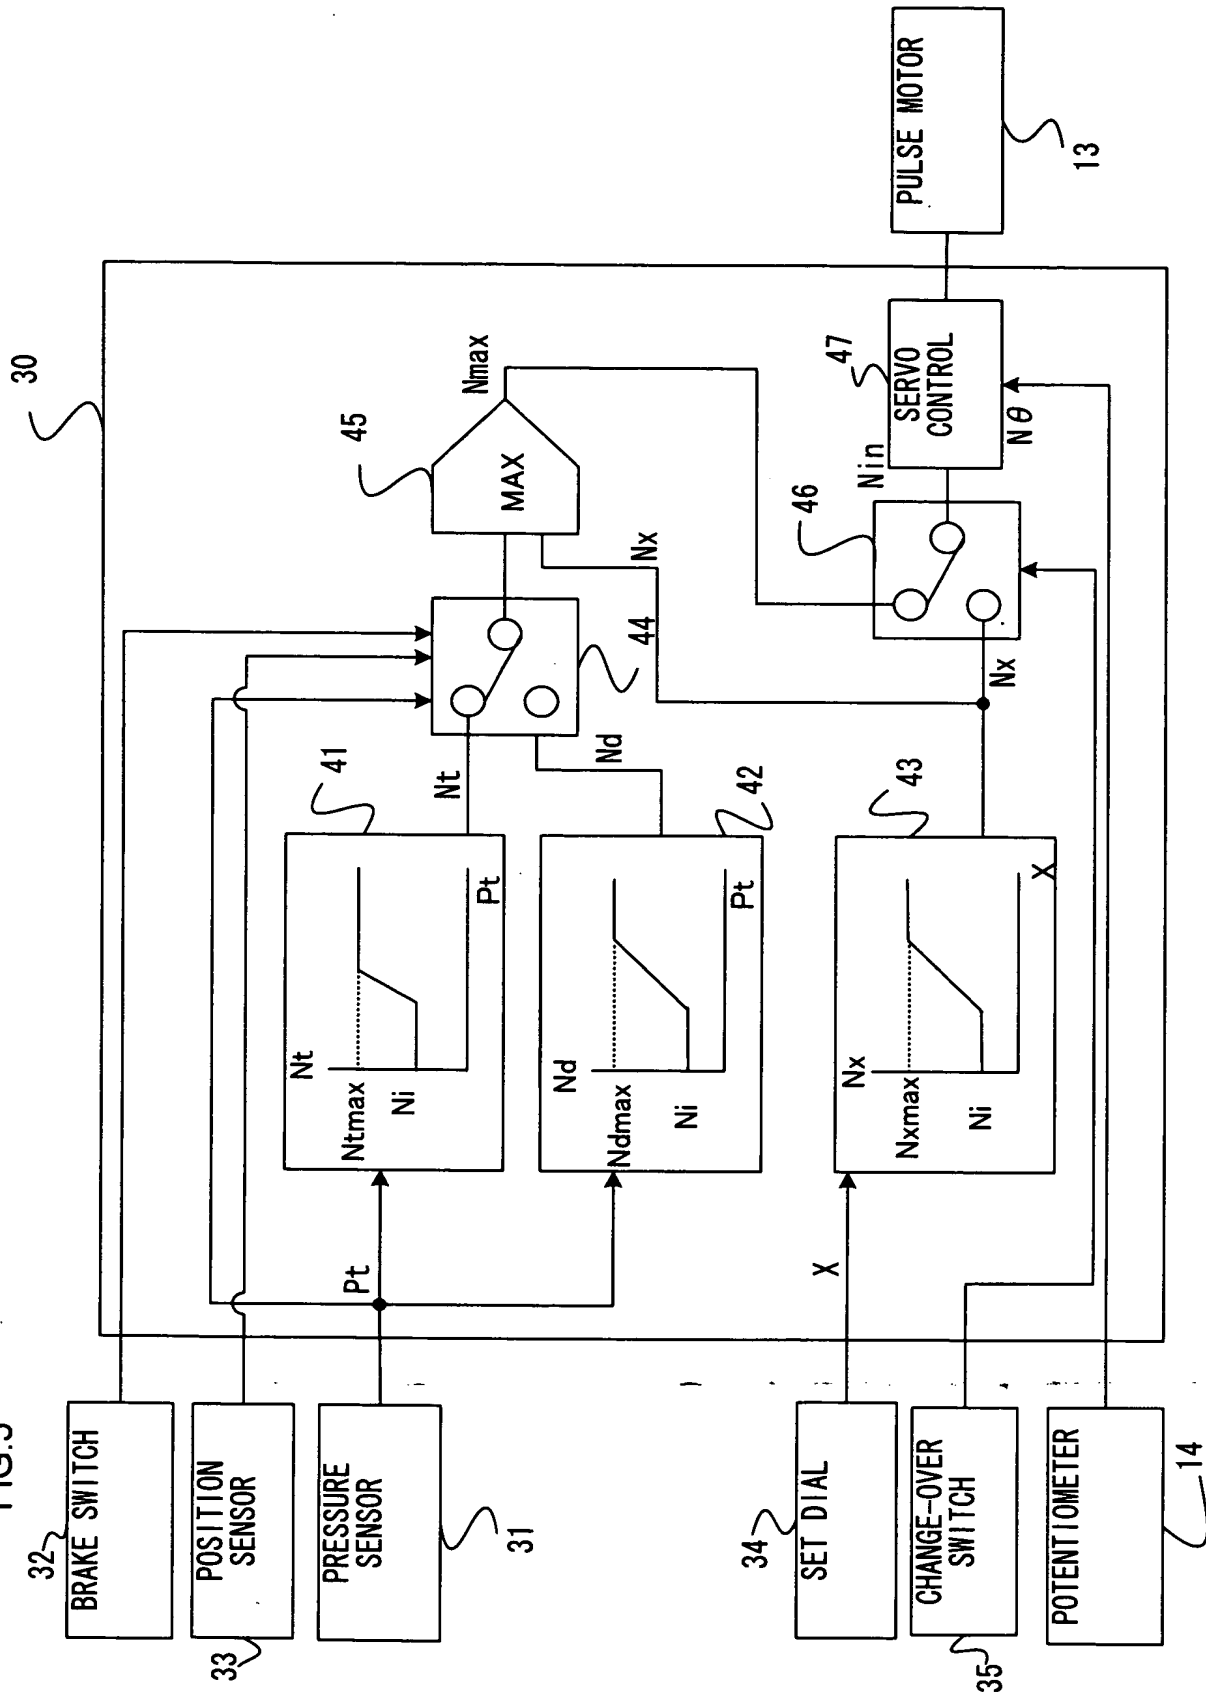 FIG.5
30
32
BRAKE SWITCH
33
POSITION
SENSOR
31
PRESSURE
SENSOR
34
SET DIAL
35
CHANGE-OVER
SWITCH
14
POTENTIOMETER
Pt
X
41
Nt
Ntmax
Ni
Pt
42
Nd
Ndmax
Ni
Pt
43
Nx
Nxmax
Ni
X
Nt
Nd
44
Nx
45
MAX
Nmax
Nx
46
Nin
47
SERVO
CONTROL
Nθ
PULSE MOTOR
13